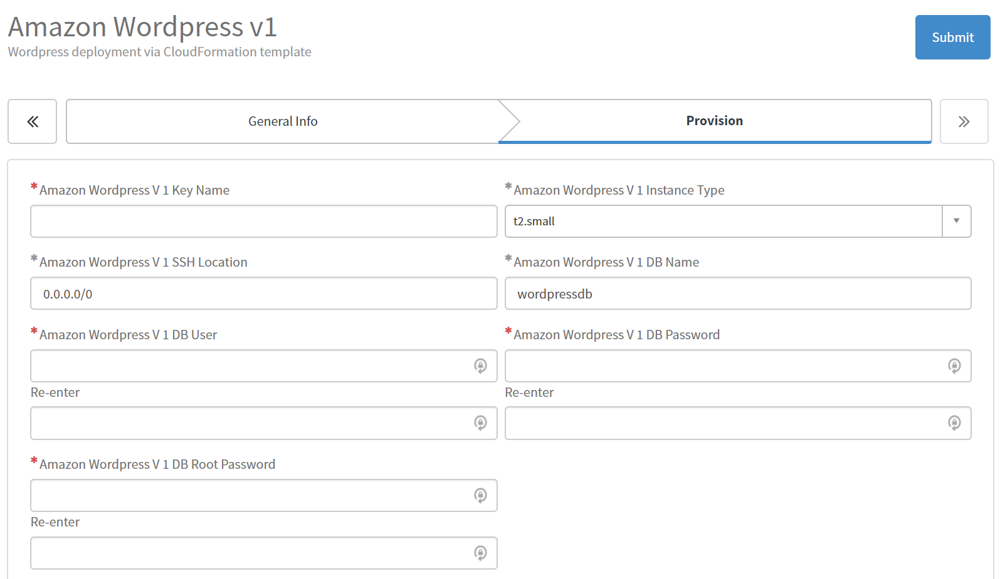 Amazon Wordpress v1
Wordpress deployment via CloudFormation template
Submit
General Info
Provision
* Amazon Wordpress V 1 Key Name
* Amazon Wordpress V 1 Instance Type
t2.small
* Amazon Wordpress V 1 SSH Location
* Amazon Wordpress V 1 DB Name
0.0.0.0/0
wordpressdb
* Amazon Wordpress V 1 DB User
* Amazon Wordpress V 1 DB Password
Re-enter
Re-enter
* Amazon Wordpress V 1 DB Root Password
Re-enter